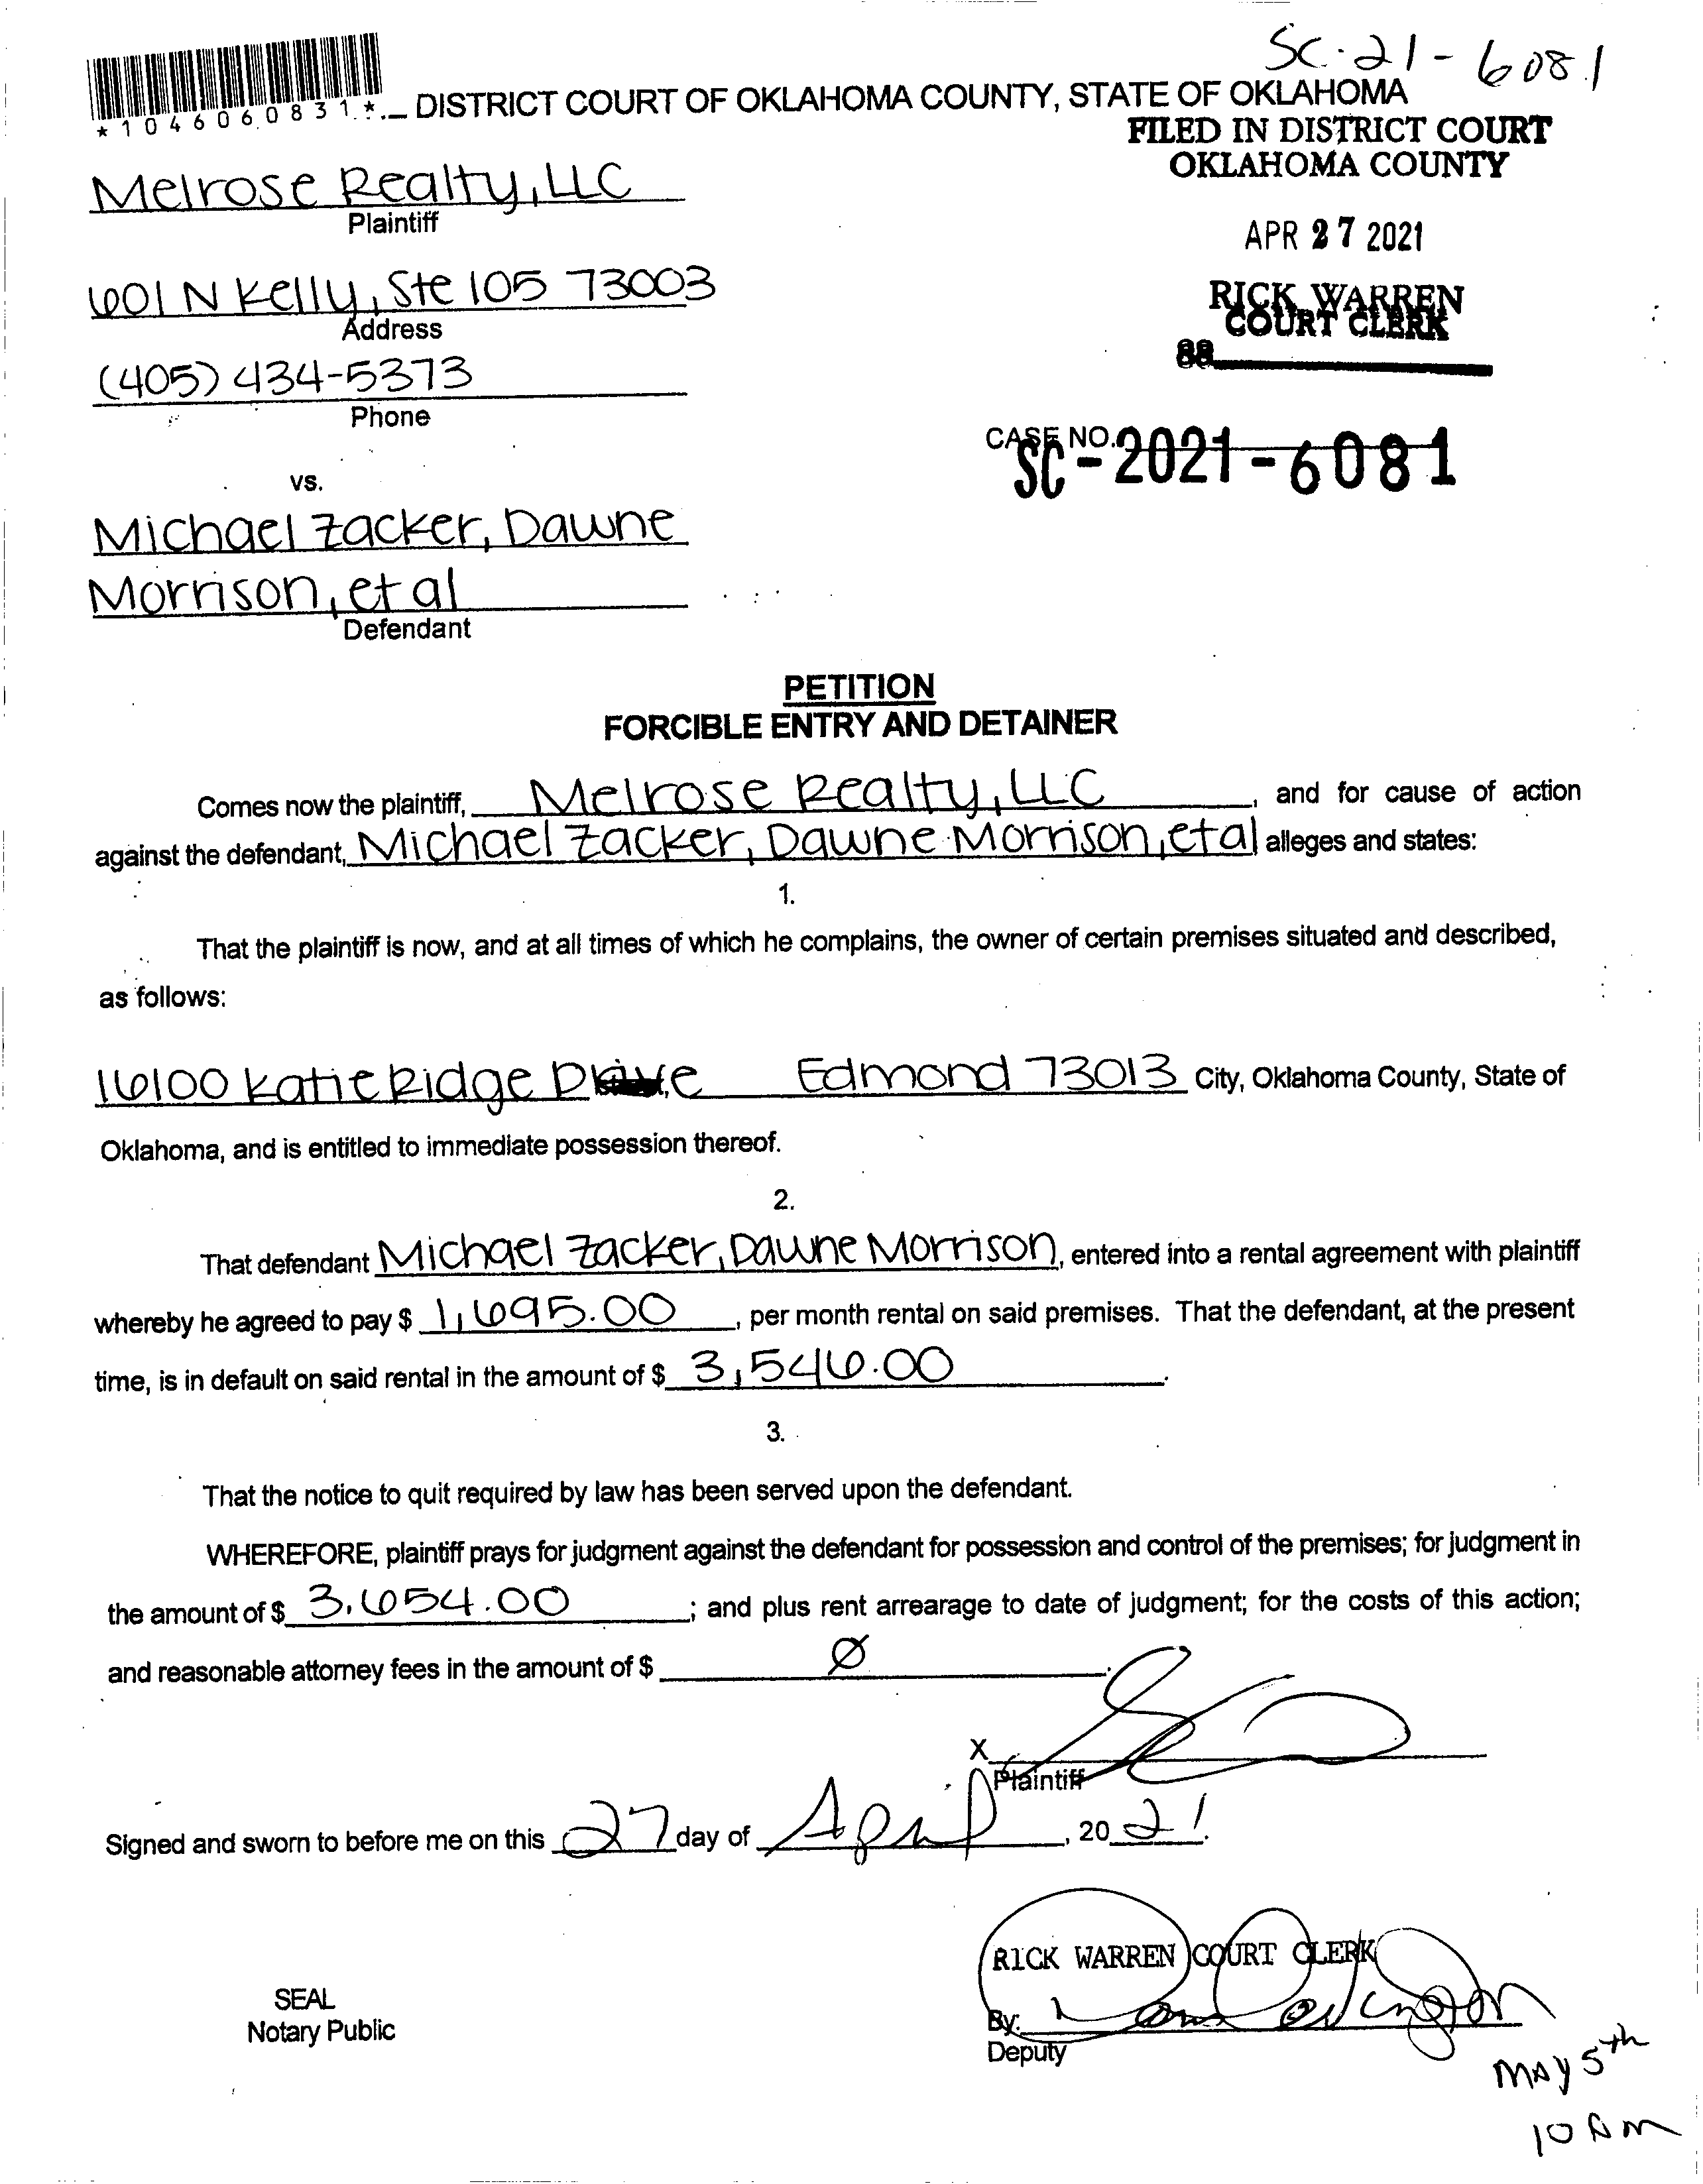 SC-21-6081
*1046060831*
DISTRICT COURT OF OKLAHOMA COUNTY, STATE OF OKLAHOMA
FILED IN DISTRICT COURT
OKLAHOMA COUNTY
Melrose Realty, LLC
Plaintiff
APR 27 2021
601 N Kelly, Ste 105 73003
Address
RICK WARREN
COURT CLERK
88
(405) 434-5373
Phone
CASE NO.
SC-2021-6081
vs.
Michael Zacker, Dawne
Morrison, et al
Defendant
PETITION
FORCIBLE ENTRY AND DETAINER
Comes now the plaintiff, Melrose Realty, LLC, and for cause of action
against the defendant, Michael Zacker, Dawne Morrison, et al alleges and states:
1.
That the plaintiff is now, and at all times of which he complains, the owner of certain premises situated and described,
as follows:
16100 Katie Ridge Drive Edmond 73013 City, Oklahoma County, State of
Oklahoma, and is entitled to immediate possession thereof.
2.
That defendant Michael Zacker, Dawne Morrison, entered into a rental agreement with plaintiff
whereby he agreed to pay $ 1,695.00, per month rental on said premises. That the defendant, at the present
time, is in default on said rental in the amount of $ 3,546.00.
3.
That the notice to quit required by law has been served upon the defendant.
WHEREFORE, plaintiff prays for judgment against the defendant for possession and control of the premises; for judgment in
the amount of $ 3,654.00; and plus rent arrearage to date of judgment; for the costs of this action;
and reasonable attorney fees in the amount of $ Ø.
X
Plaintiff
Signed and sworn to before me on this 27 day of April, 2021.
RICK WARREN COURT CLERK
SEAL
Notary Public
By:
Deputy
MAY 5th
10 Am